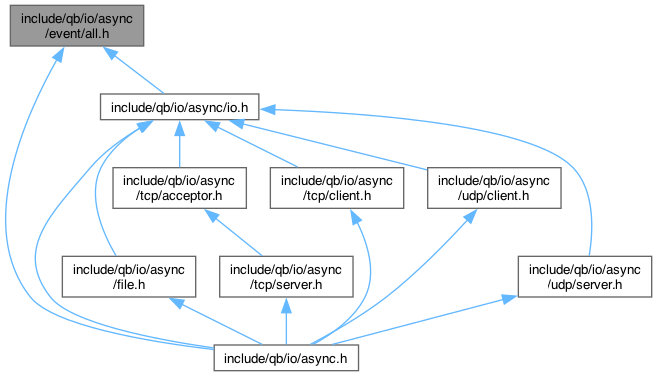 include/qb/io/async
/event/all.h
include/qb/io/async/io.h
include/qb/io/async
/tcp/acceptor.h
include/qb/io/async
/tcp/client.h
include/qb/io/async
/udp/client.h
include/qb/io/async
/file.h
include/qb/io/async
/tcp/server.h
include/qb/io/async
/udp/server.h
include/qb/io/async.h